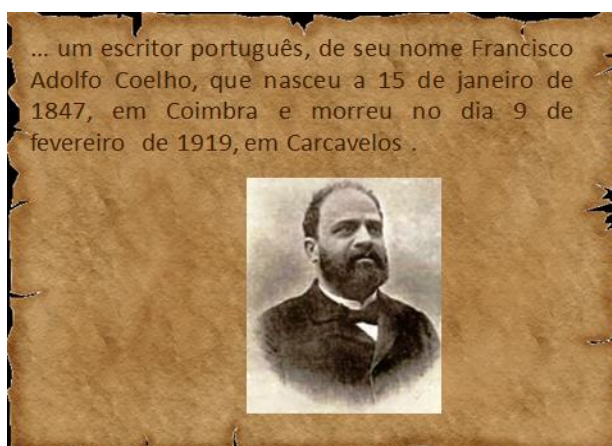 ... um escritor português, de seu nome Francisco
Adolfo Coelho, que nasceu a 15 de janeiro de
1847, em Coimbra e morreu no dia 9 de
fevereiro de 1919, em Carcavelos .